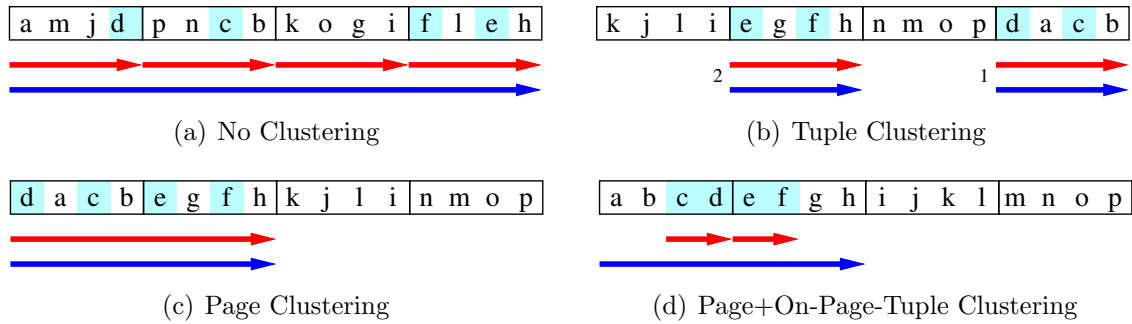 a m j d p n c b k o g i f l e h
k j l i e g f h n m o p d a c b
2 1
(a) No Clustering
(b) Tuple Clustering
d a c b e g f h k j l i n m o p
a b c d e f g h i j k l m n o p
(c) Page Clustering
(d) Page+On-Page-Tuple Clustering